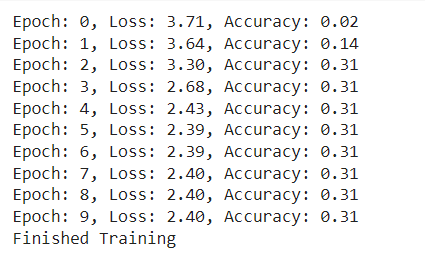 Epoch: 0, Loss: 3.71, Accuracy: 0.02
Epoch: 1, Loss: 3.64, Accuracy: 0.14
Epoch: 2, Loss: 3.30, Accuracy: 0.31
Epoch: 3, Loss: 2.68, Accuracy: 0.31
Epoch: 4, Loss: 2.43, Accuracy: 0.31
Epoch: 5, Loss: 2.39, Accuracy: 0.31
Epoch: 6, Loss: 2.39, Accuracy: 0.31
Epoch: 7, Loss: 2.40, Accuracy: 0.31
Epoch: 8, Loss: 2.40, Accuracy: 0.31
Epoch: 9, Loss: 2.40, Accuracy: 0.31
Finished Training